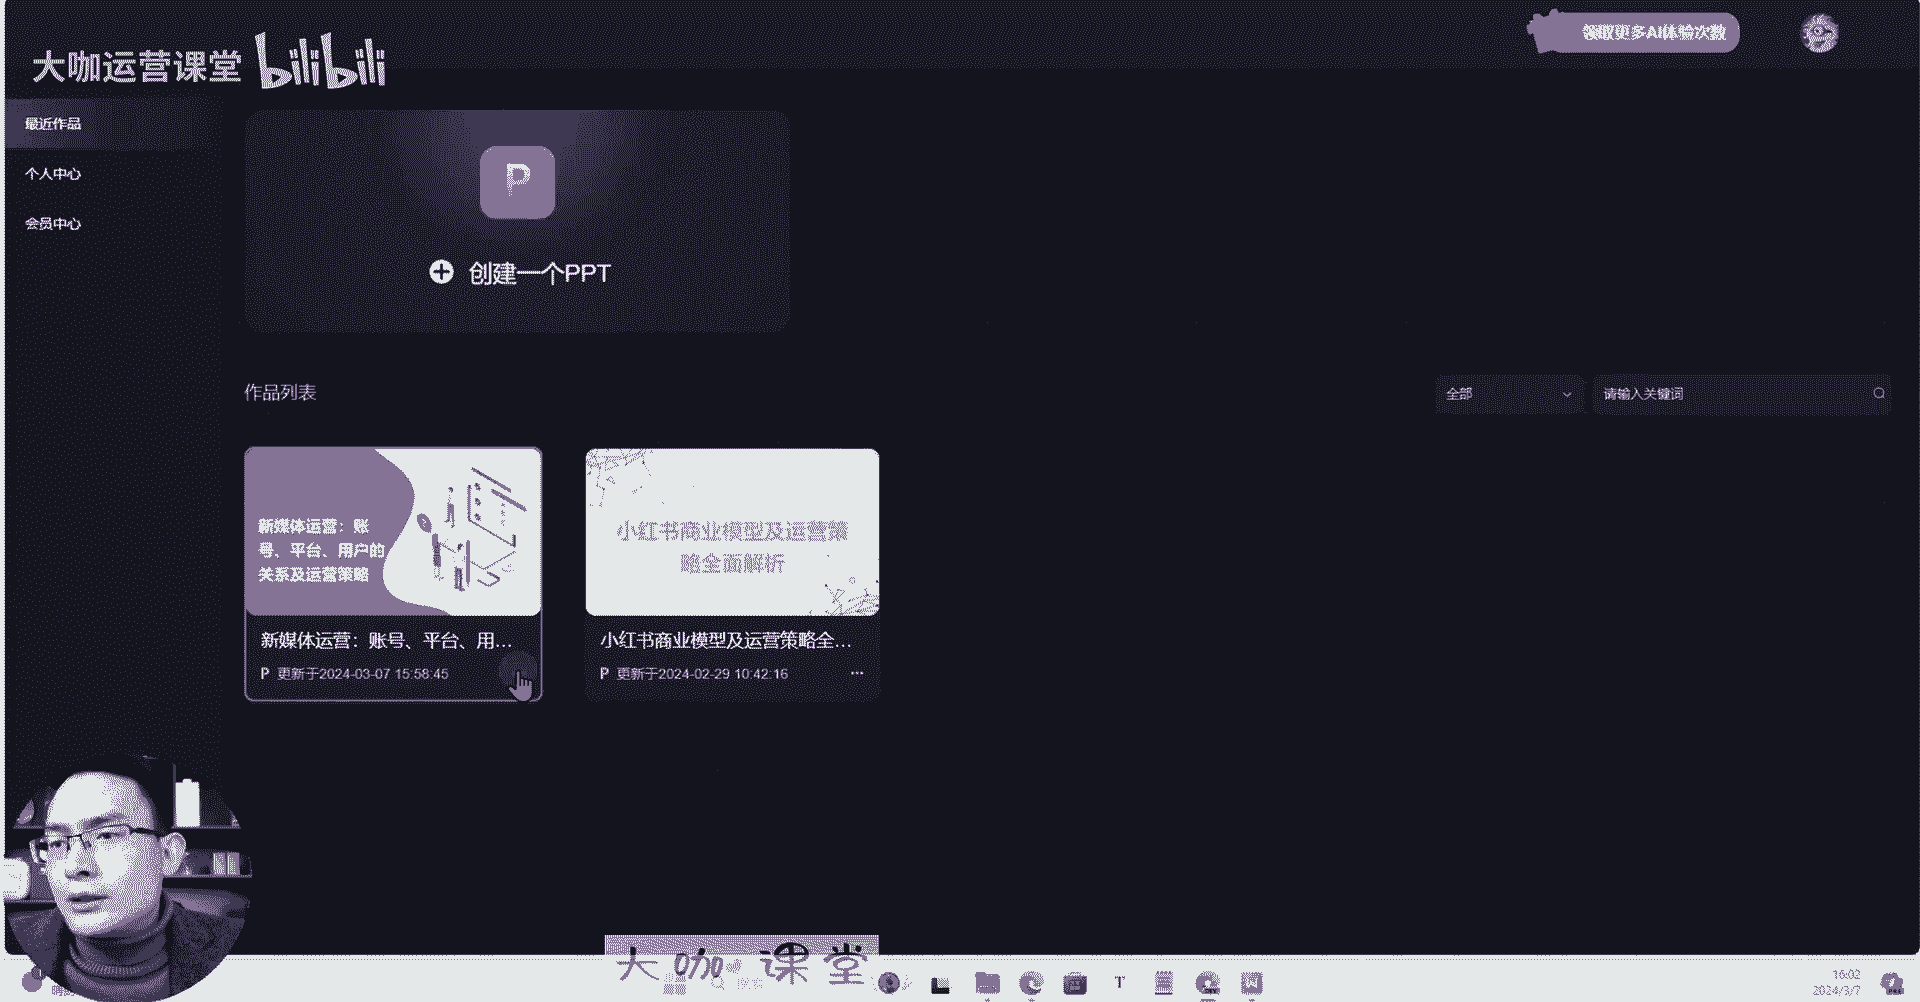 领取更多AI体验次数
大咖运营课堂 bilibili
最近作品
个人中心
会员中心
P
创建一个PPT
作品列表
全部
请输入关键词
新媒体运营：账
号、平台、用户的
关系及运营策略
小红书商业模型及运营策
略全面解析
新媒体运营：账号、平台、用...
P 更新于2024-03-07 15:58:45
小红书商业模型及运营策略全...
P 更新于2024-02-29 10:42:16
大咖课堂
16:02
2024/3/7